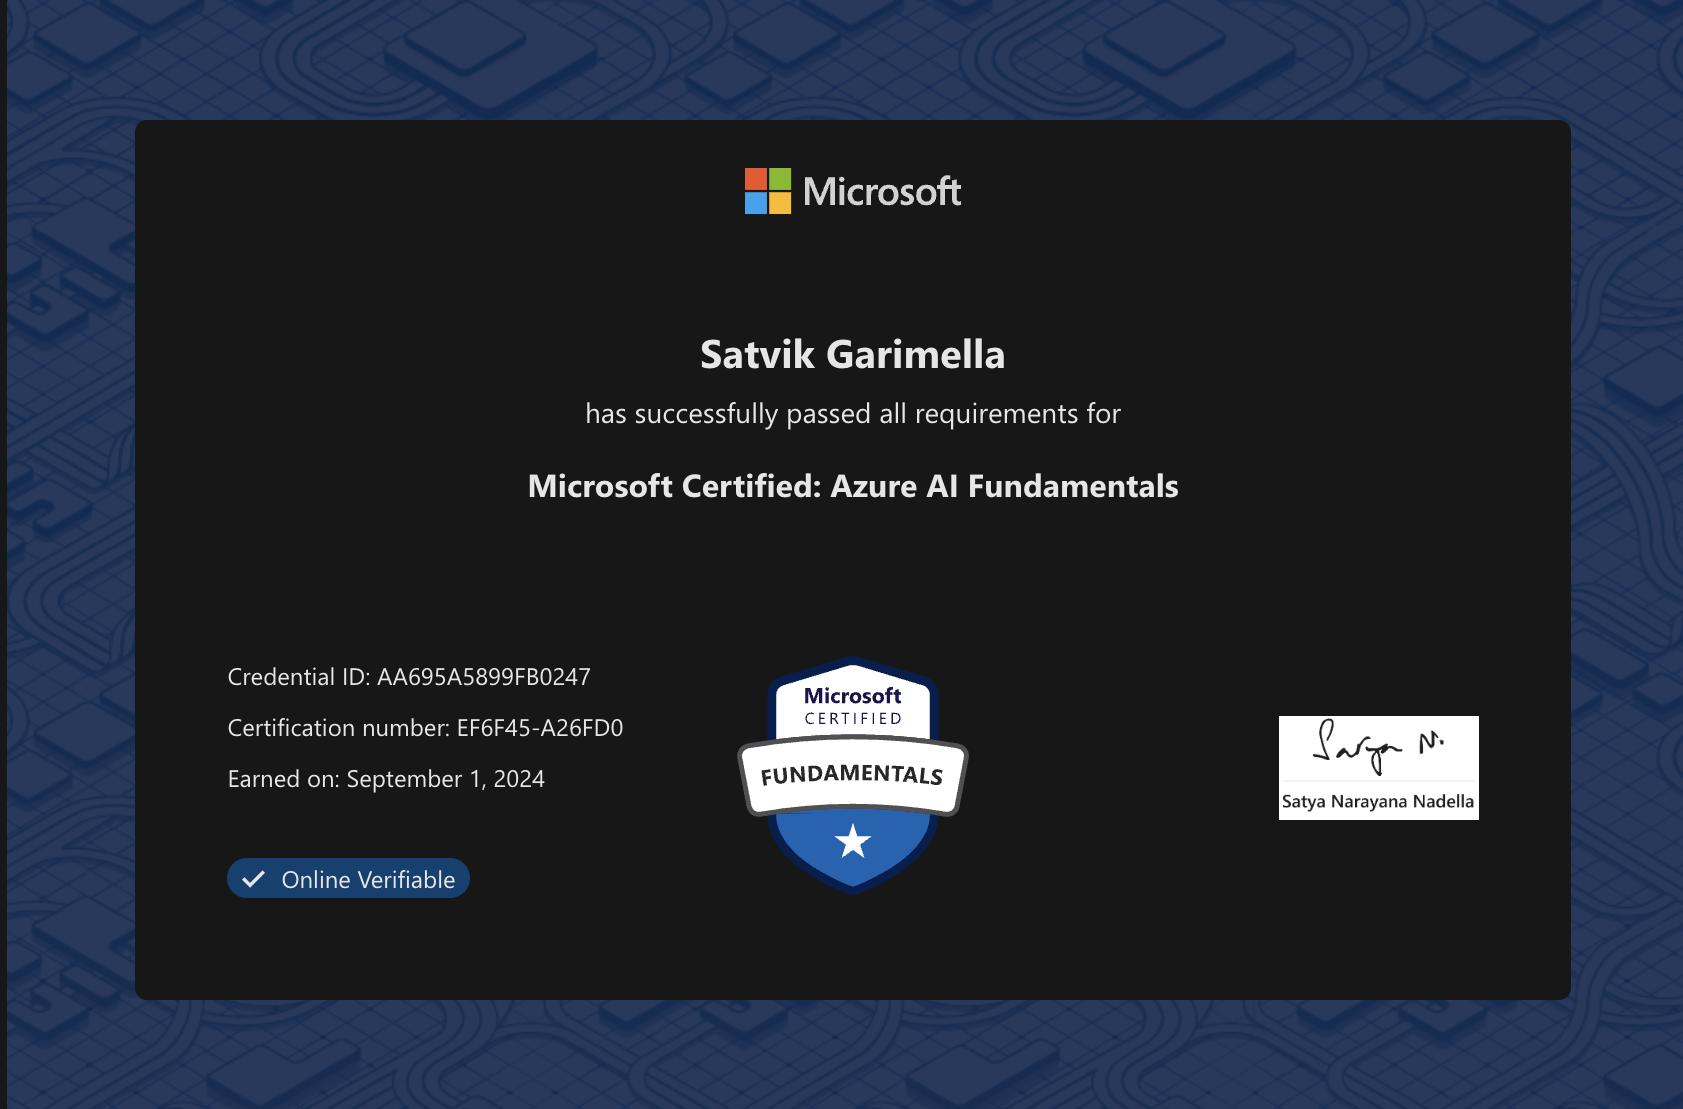 Microsoft
Satvik Garimella
has successfully passed all requirements for
Microsoft Certified: Azure AI Fundamentals
Credential ID: AA695A5899FB0247
Certification number: EF6F45-A26FD0
Earned on: September 1, 2024
Online Verifiable
Microsoft
CERTIFIED
FUNDAMENTALS
Satya N.
Satya Narayana Nadella